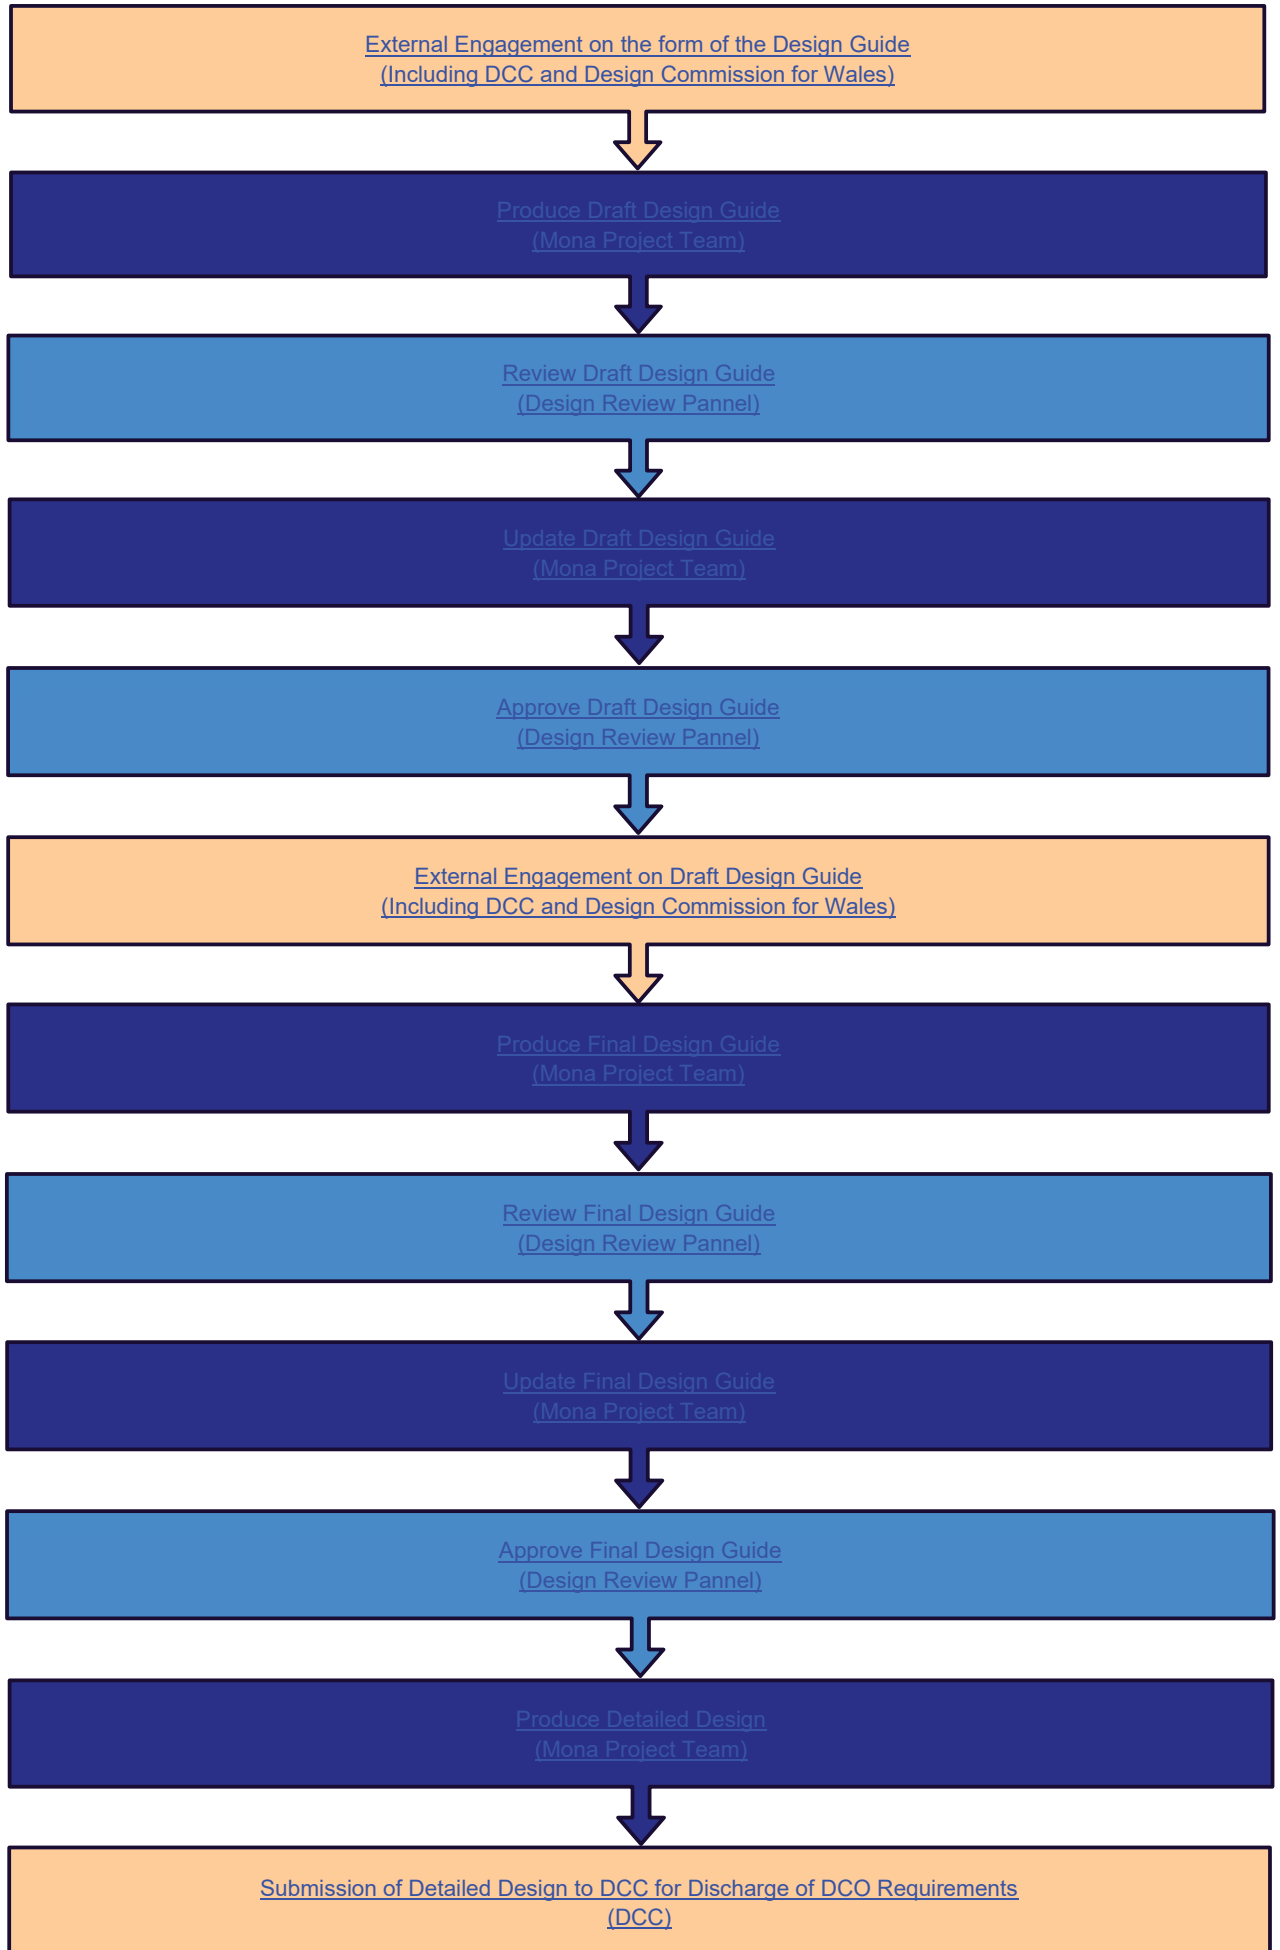 External Engagement on the form of the Design Guide
(Including DCC and Design Commission for Wales)
Produce Draft Design Guide
(Mona Project Team)
Review Draft Design Guide
(Design Review Pannel)
Update Draft Design Guide
(Mona Project Team)
Approve Draft Design Guide
(Design Review Pannel)
External Engagement on Draft Design Guide
(Including DCC and Design Commission for Wales)
Produce Final Design Guide
(Mona Project Team)
Review Final Design Guide
(Design Review Pannel)
Update Final Design Guide
(Mona Project Team)
Approve Final Design Guide
(Design Review Pannel)
Produce Detailed Design
(Mona Project Team)
Submission of Detailed Design to DCC for Discharge of DCO Requirements
(DCC)